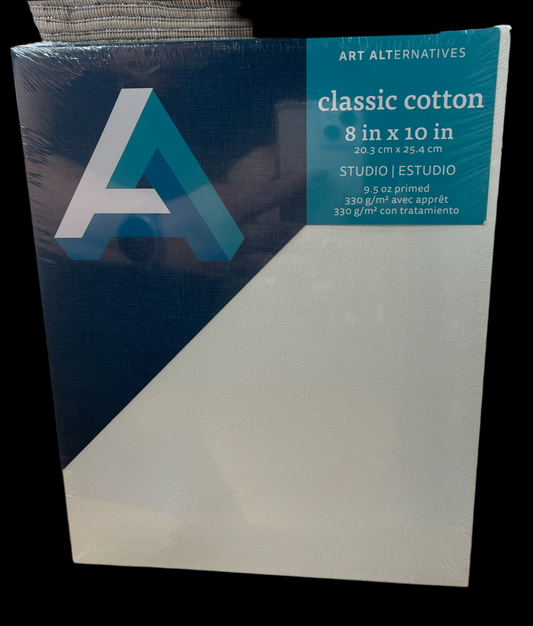 ART ALTERNATIVES
classic cotton
8 in x 10 in
20.3 cm x 25.4 cm
STUDIO | ESTUDIO
9.5 oz primed
330 g/m² avec apprêt
330 g/m² con tratamiento